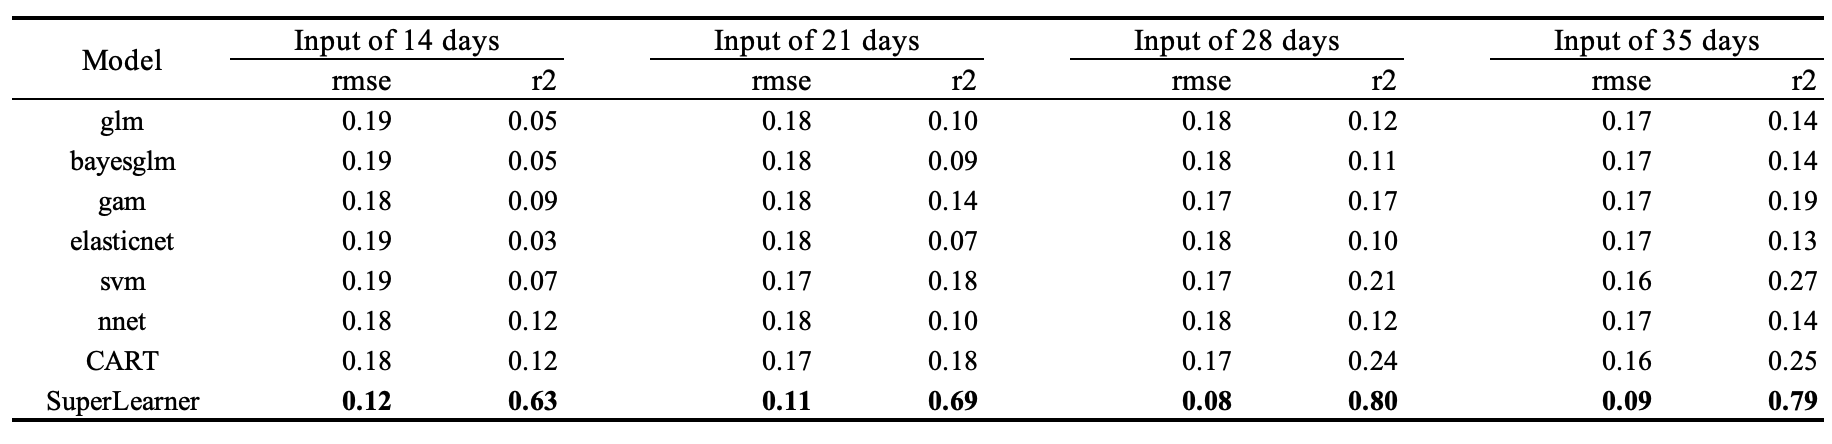 Model Input of 14 days Input of 21 days Input of 28 days Input of 35 days
rmse r2 rmse r2 rmse r2 rmse r2
glm 0.19 0.05 0.18 0.10 0.18 0.12 0.17 0.14
bayesglm 0.19 0.05 0.18 0.09 0.18 0.11 0.17 0.14
gam 0.18 0.09 0.18 0.14 0.17 0.17 0.17 0.19
elasticnet 0.19 0.03 0.18 0.07 0.18 0.10 0.17 0.13
svm 0.19 0.07 0.17 0.18 0.17 0.21 0.16 0.27
nnet 0.18 0.12 0.18 0.10 0.18 0.12 0.17 0.14
CART 0.18 0.12 0.17 0.18 0.17 0.24 0.16 0.25
SuperLearner 0.12 0.63 0.11 0.69 0.08 0.80 0.09 0.79